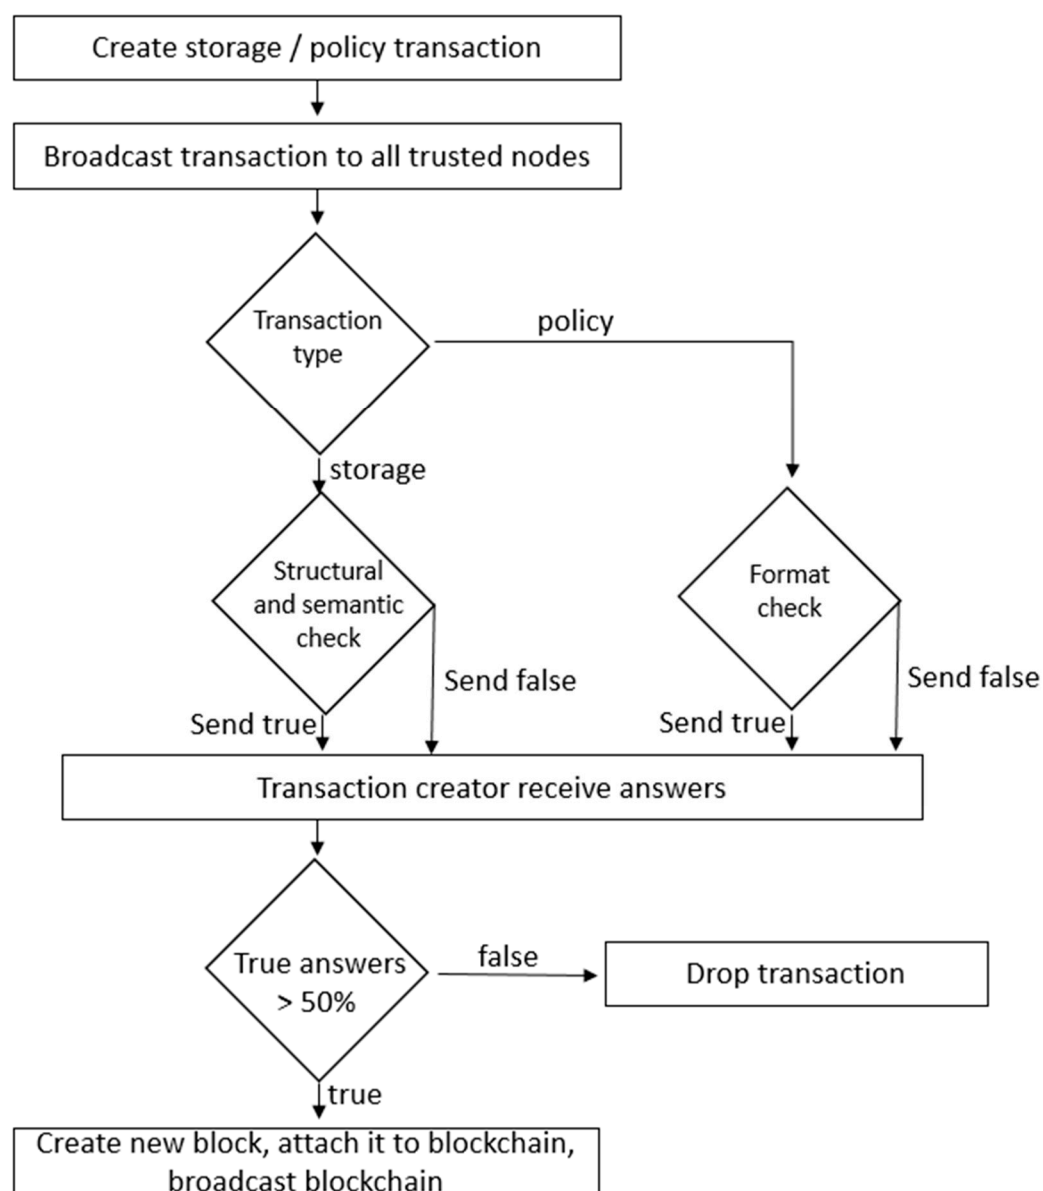 Create storage / policy transaction
Broadcast transaction to all trusted nodes
Transaction
type
policy
storage
Structural
and semantic
check
Format
check
Send false
Send false
Send true
Send true
Transaction creator receive answers
True answers
> 50%
false
Drop transaction
true
Create new block, attach it to blockchain,
broadcast blockchain